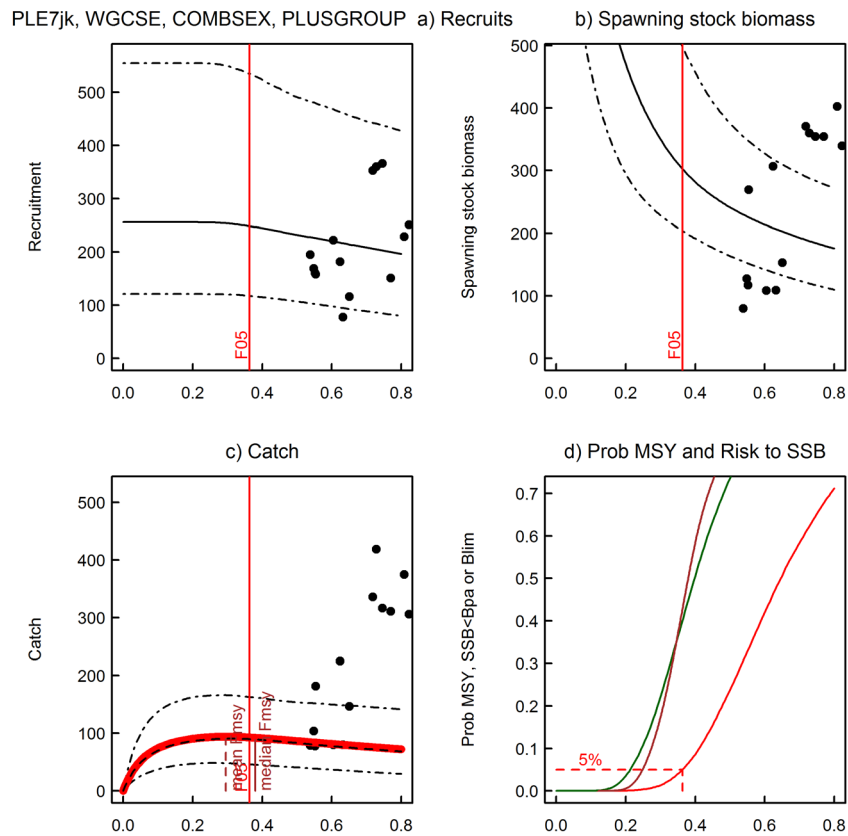 PLE7jk, WGCSE, COMBSEX, PLUSGROUP a) Recruits
Recruitment
500
400
300
200
100
0
F05
0.0 0.2 0.4 0.6 0.8
b) Spawning stock biomass
Spawning stock biomass
500
400
300
200
100
0
F05
0.0 0.2 0.4 0.6 0.8
c) Catch
Catch
500
400
300
200
100
0
mean Fmsy
F05
median Fmsy
0.0 0.2 0.4 0.6 0.8
d) Prob MSY and Risk to SSB
Prob MSY, SSB<Bpa or Blim
0.7
0.6
0.5
0.4
0.3
0.2
0.1
0.0
5%
0.0 0.2 0.4 0.6 0.8